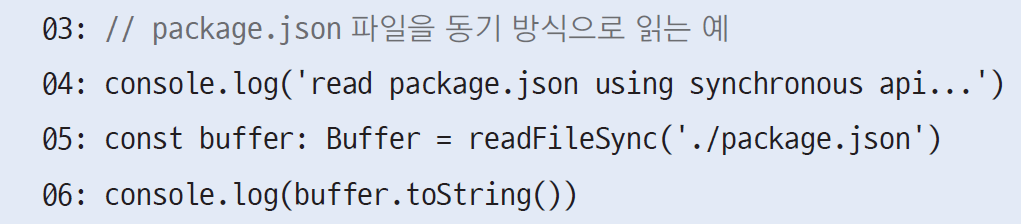 03: // package.json 파일을 동기 방식으로 읽는 예
04: console.log('read package.json using synchronous api...')
05: const buffer: Buffer = readFileSync('./package.json')
06: console.log(buffer.toString())